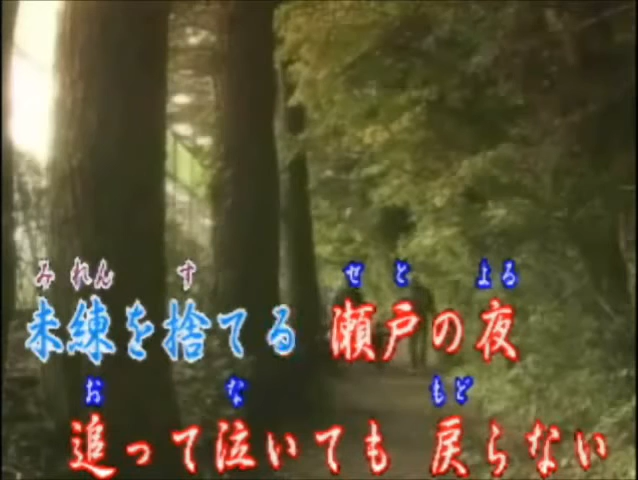 みれん す せと よる
未練を捨てる 瀬戸の夜
お な もど
追って泣いても 戻らない